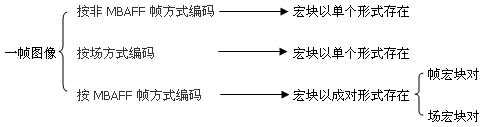 按非 MBAFF 帧方式编码 宏块以单个形式存在
一帧图像 按场方式编码 宏块以单个形式存在
按 MBAFF 帧方式编码 宏块以成对形式存在
帧宏块对
场宏块对